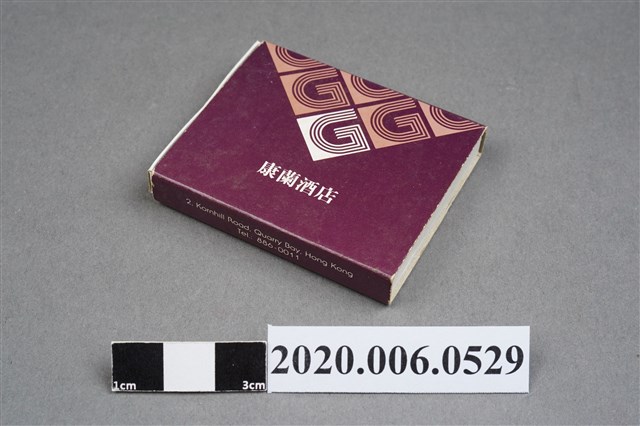 G
G G
康蘭酒店
2, Kornhill Road, Quarry Bay, Hong Kong
Tel. 886-0011
1cm 3cm
2020.006.0529